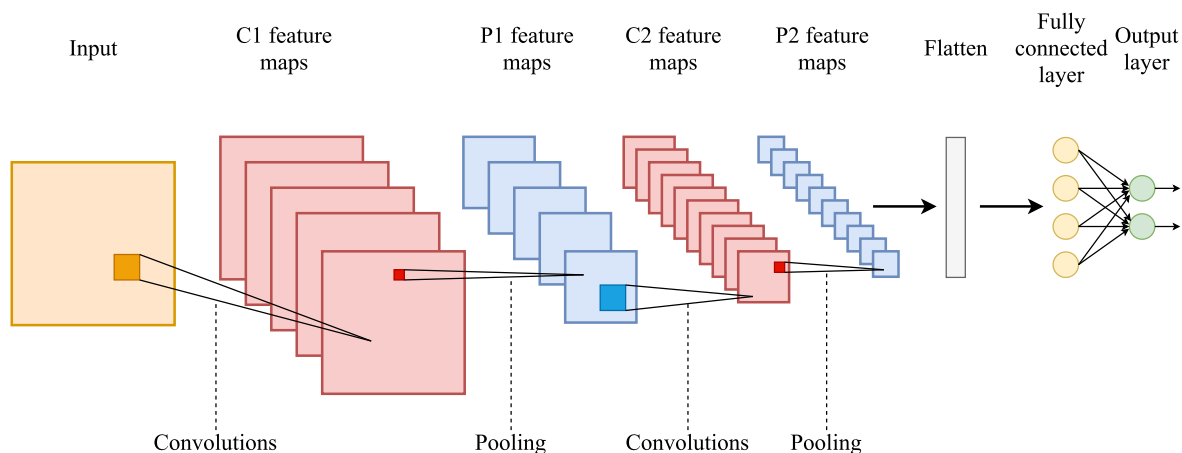 Input
C1 feature
maps
P1 feature
maps
C2 feature
maps
P2 feature
maps
Flatten
Fully
connected
layer
Output
layer
Convolutions
Pooling
Convolutions
Pooling